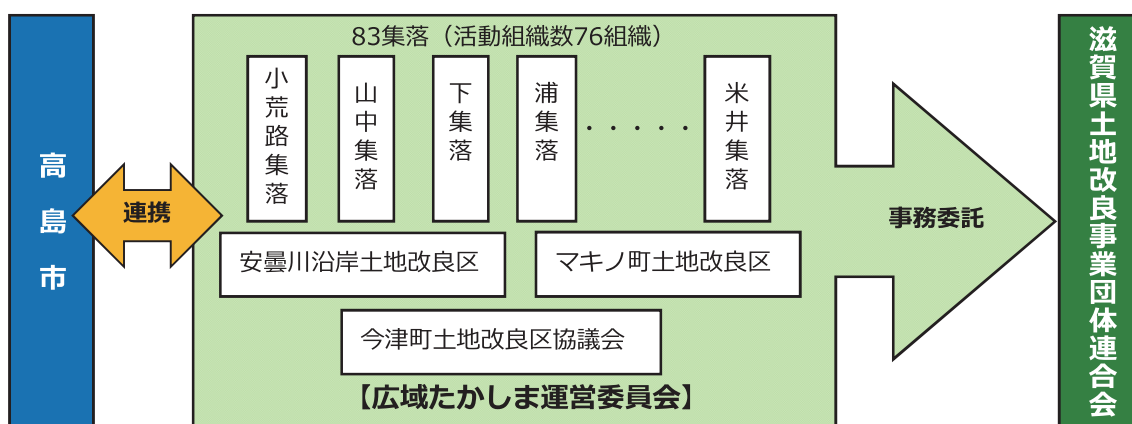 83集落（活動組織数76組織）
高島市
連携
小荒路集落
山中集落
下集落
浦集落
・・・・・
米井集落
安曇川沿岸土地改良区
マキノ町土地改良区
今津町土地改良区協議会
【広域たかしま運営委員会】
事務委託
滋賀県土地改良事業団体連合会